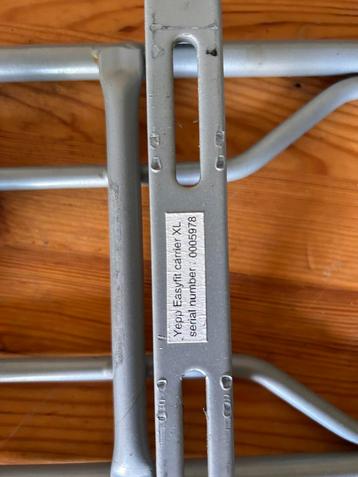 Yepp Easyfit carrier XL
serial number : 0005978